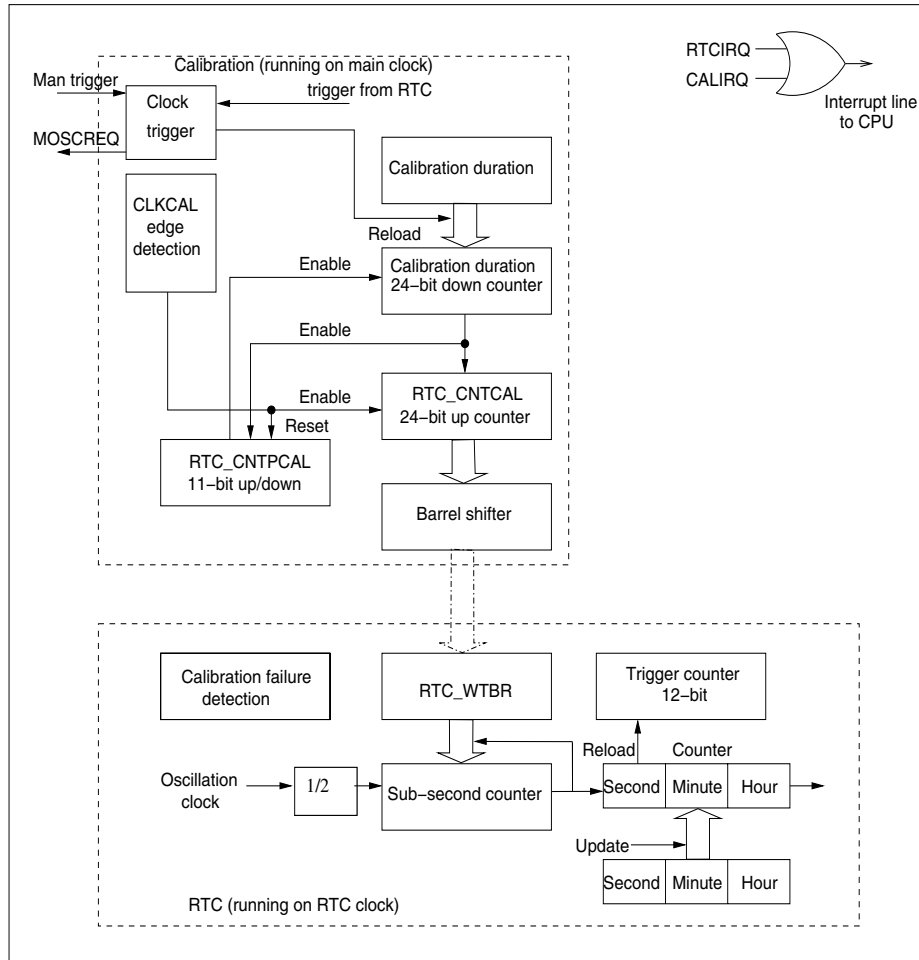 RTCIRQ
CALIRQ
Interrupt line
to CPU
Calibration (running on main clock)
Man trigger
trigger from RTC
Clock
trigger
MOSCREQ
Calibration duration
CLKCAL
edge
detection
Reload
Enable
Calibration duration
24-bit down counter
Enable
Enable
RTC_CNTCAL
24-bit up counter
Reset
RTC_CNTPCAL
11-bit up/down
Barrel shifter
Calibration failure
detection
RTC_WTBR
Trigger counter
12-bit
Reload
Counter
Oscillation
clock
1/2
Sub-second counter
Second
Minute
Hour
Update
Second
Minute
Hour
RTC (running on RTC clock)